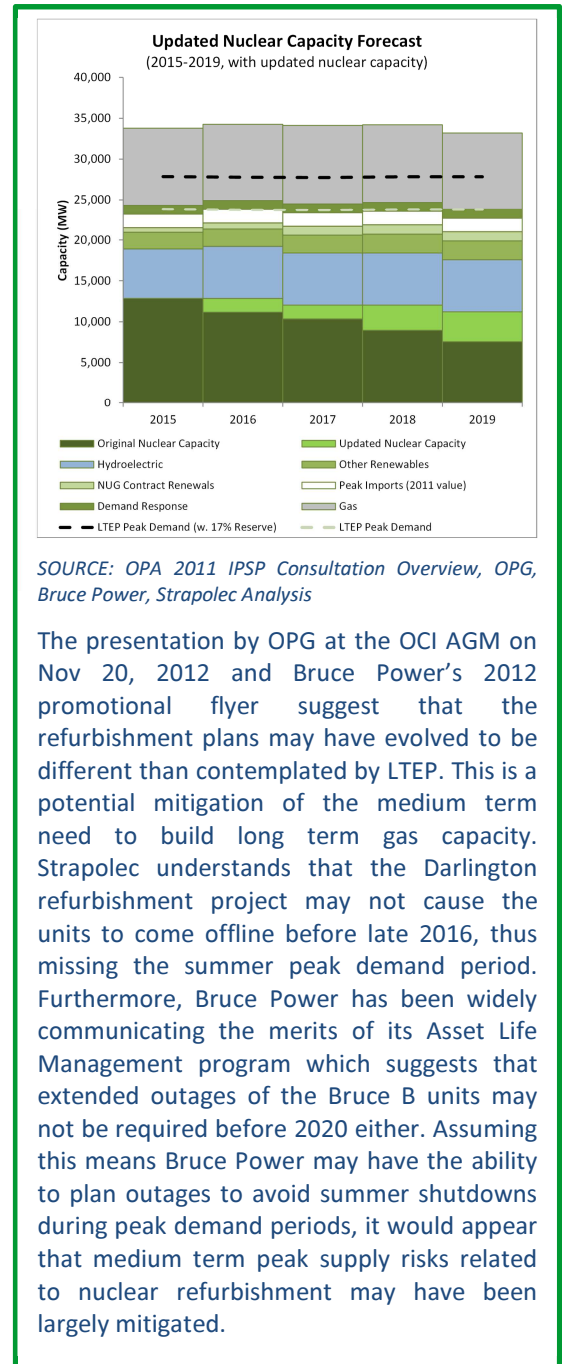 Updated Nuclear Capacity Forecast
(2015-2019, with updated nuclear capacity)
40,000
35,000
30,000
25,000
20,000
15,000
10,000
5,000
0
Capacity (MW)
2015 2016 2017 2018 2019
Original Nuclear Capacity Updated Nuclear Capacity
Hydroelectric Other Renewables
NUG Contract Renewals Peak Imports (2011 value)
Demand Response Gas
LTEP Peak Demand (w. 17% Reserve) LTEP Peak Demand
SOURCE: OPA 2011 IPSP Consultation Overview, OPG,
Bruce Power, Strapolec Analysis
The presentation by OPG at the OCI AGM on
Nov 20, 2012 and Bruce Power’s 2012
promotional flyer suggest that the
refurbishment plans may have evolved to be
different than contemplated by LTEP. This is a
potential mitigation of the medium term
need to build long term gas capacity.
Strapolec understands that the Darlington
refurbishment project may not cause the
units to come offline before late 2016, thus
missing the summer peak demand period.
Furthermore, Bruce Power has been widely
communicating the merits of its Asset Life
Management program which suggests that
extended outages of the Bruce B units may
not be required before 2020 either. Assuming
this means Bruce Power may have the ability
to plan outages to avoid summer shutdowns
during peak demand periods, it would appear
that medium term peak supply risks related
to nuclear refurbishment may have been
largely mitigated.